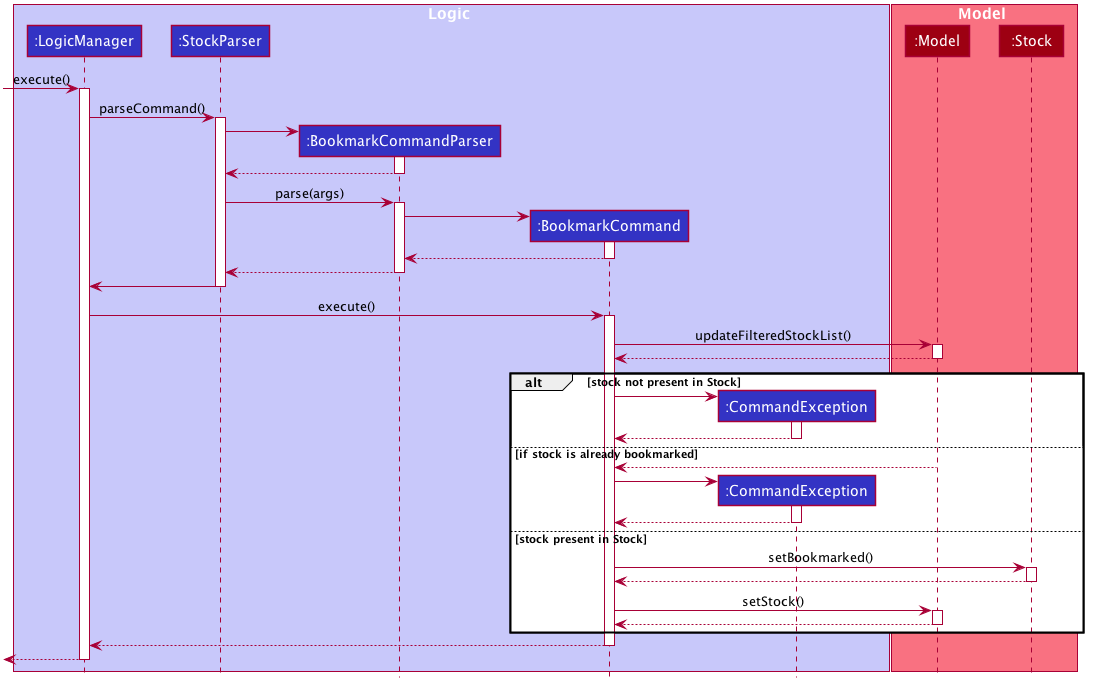 Logic
Model
:LogicManager
:StockParser
:Model
:Stock
execute()
parseCommand()
:BookmarkCommandParser
parse(args)
:BookmarkCommand
execute()
updateFilteredStockList()
alt
[stock not present in Stock]
:CommandException
[if stock is already bookmarked]
:CommandException
[stock present in Stock]
setBookmarked()
setStock()